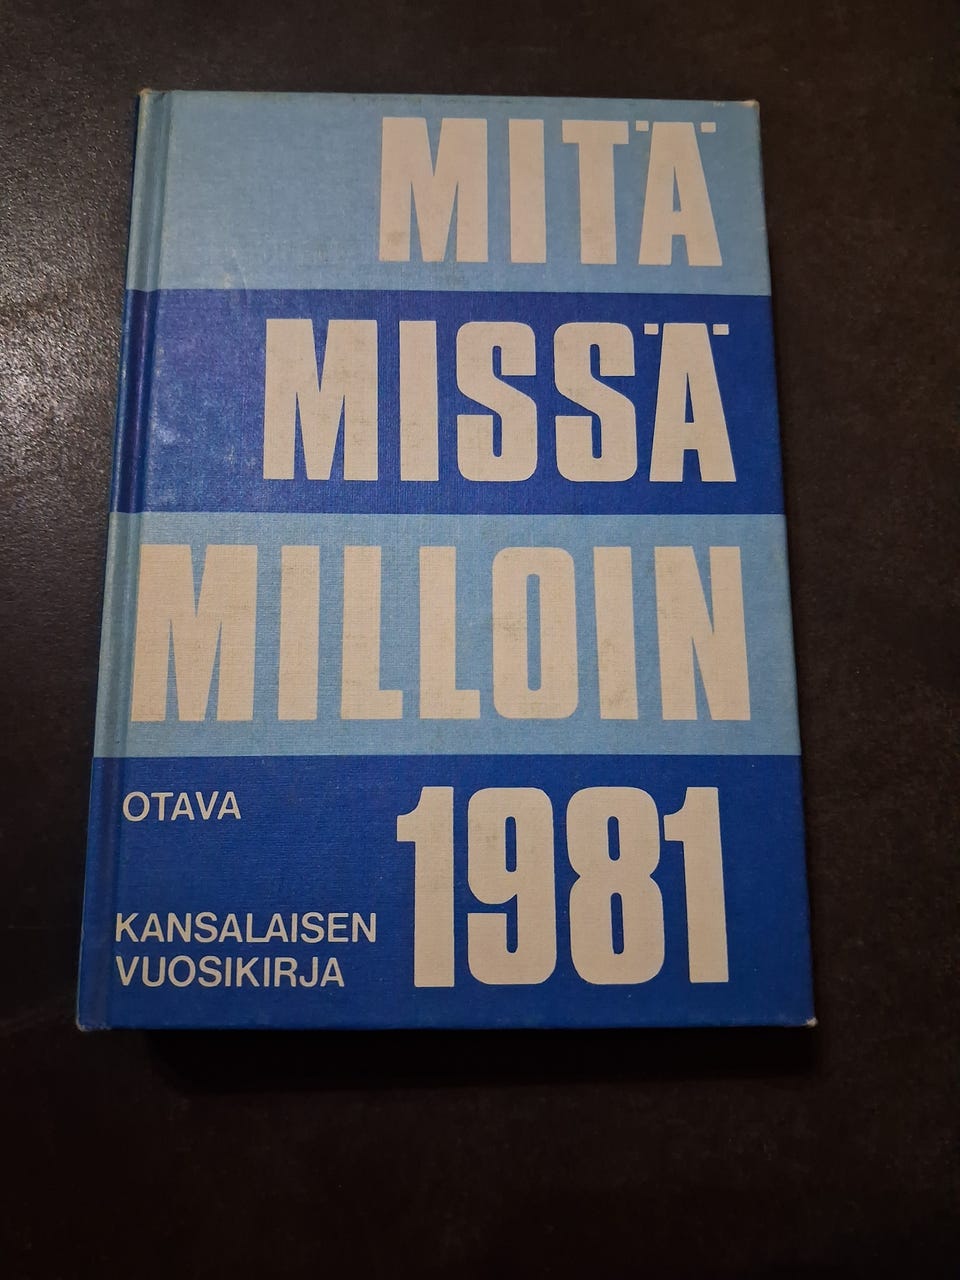 MITÄ
MISSÄ
MILLOIN
1981
OTAVA
KANSALAISEN
VUOSIKIRJA